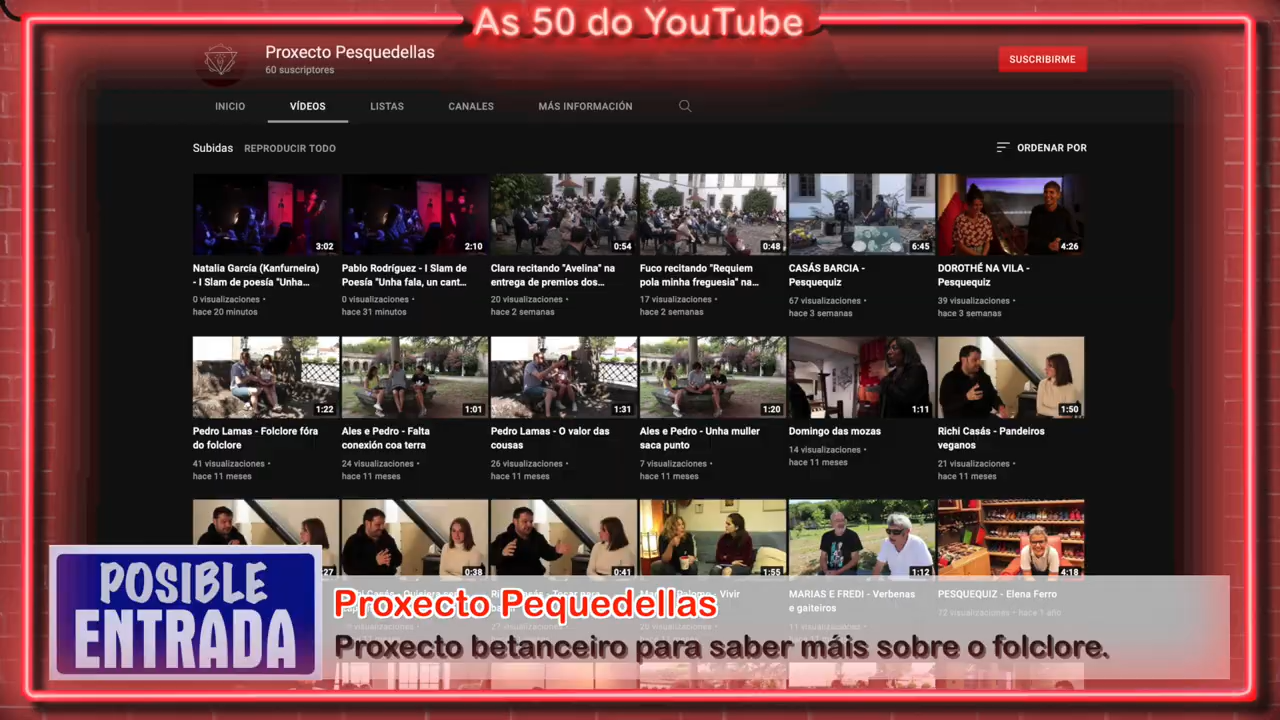 As 50 do YouTube
Proxecto Pesquedellas
60 suscriptores
SUSCRIBIRME
INICIO VÍDEOS LISTAS CANALES MÁS INFORMACIÓN
Subidas REPRODUCIR TODO ORDENAR POR
3:02 2:10 0:54 0:48 6:45 4:26
Natalia García (Kanfurneira) Pablo Rodríguez - I Slam de Clara recitando "Avelina" na Fuco recitando "Requiem CASÁS BARCIA - DOROTHÉ NA VILA -
- I Slam de poesía "Unha... Poesía "Unha fala, un cant... entrega de premios dos... pola minha freguesia" na... Pesquequiz Pesquequiz
0 visualizaciones • 0 visualizaciones • 20 visualizaciones • 17 visualizaciones • 67 visualizaciones • 39 visualizaciones •
hace 20 minutos hace 31 minutos hace 2 semanas hace 2 semanas hace 3 semanas hace 3 semanas
1:22 1:01 1:31 1:20 1:11 1:50
Pedro Lamas - Folclore fóra Ales e Pedro - Falta Pedro Lamas - O valor das Ales e Pedro - Unha muller Domingo das mozas Richi Casás - Pandeiros
do folclore conexión coa terra cousas saca punto veganos
41 visualizaciones • 24 visualizaciones • 26 visualizaciones • 7 visualizaciones • 14 visualizaciones • 21 visualizaciones •
hace 11 meses hace 11 meses hace 11 meses hace 11 meses hace 11 meses hace 11 meses
0:38 0:41 1:55 1:12 4:18
Vivir MARIAS E FREDI - Verbenas PESQUEQUIZ - Elena Ferro
e gaiteiros 72 visualizaciones • hace 1 año
POSIBLE
ENTRADA
Proxecto Pequedellas
Proxecto betanceiro para saber máis sobre o folclore.